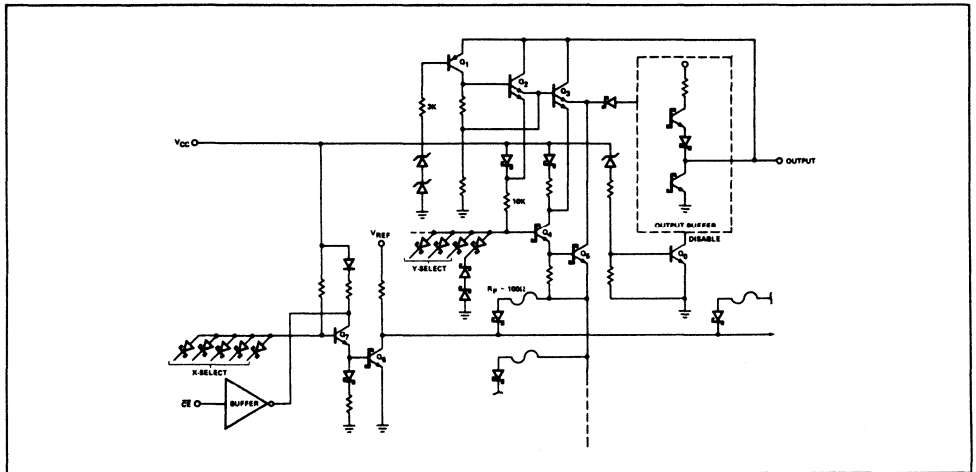 Q1
Q2
Q3
3K
VCC
OUTPUT
10K
OUTPUT BUFFER
DISABLE
VREF
Q4
Y-SELECT
Q5
RF ~ 100Ω
Q7
Q6
X-SELECT
CE
BUFFER